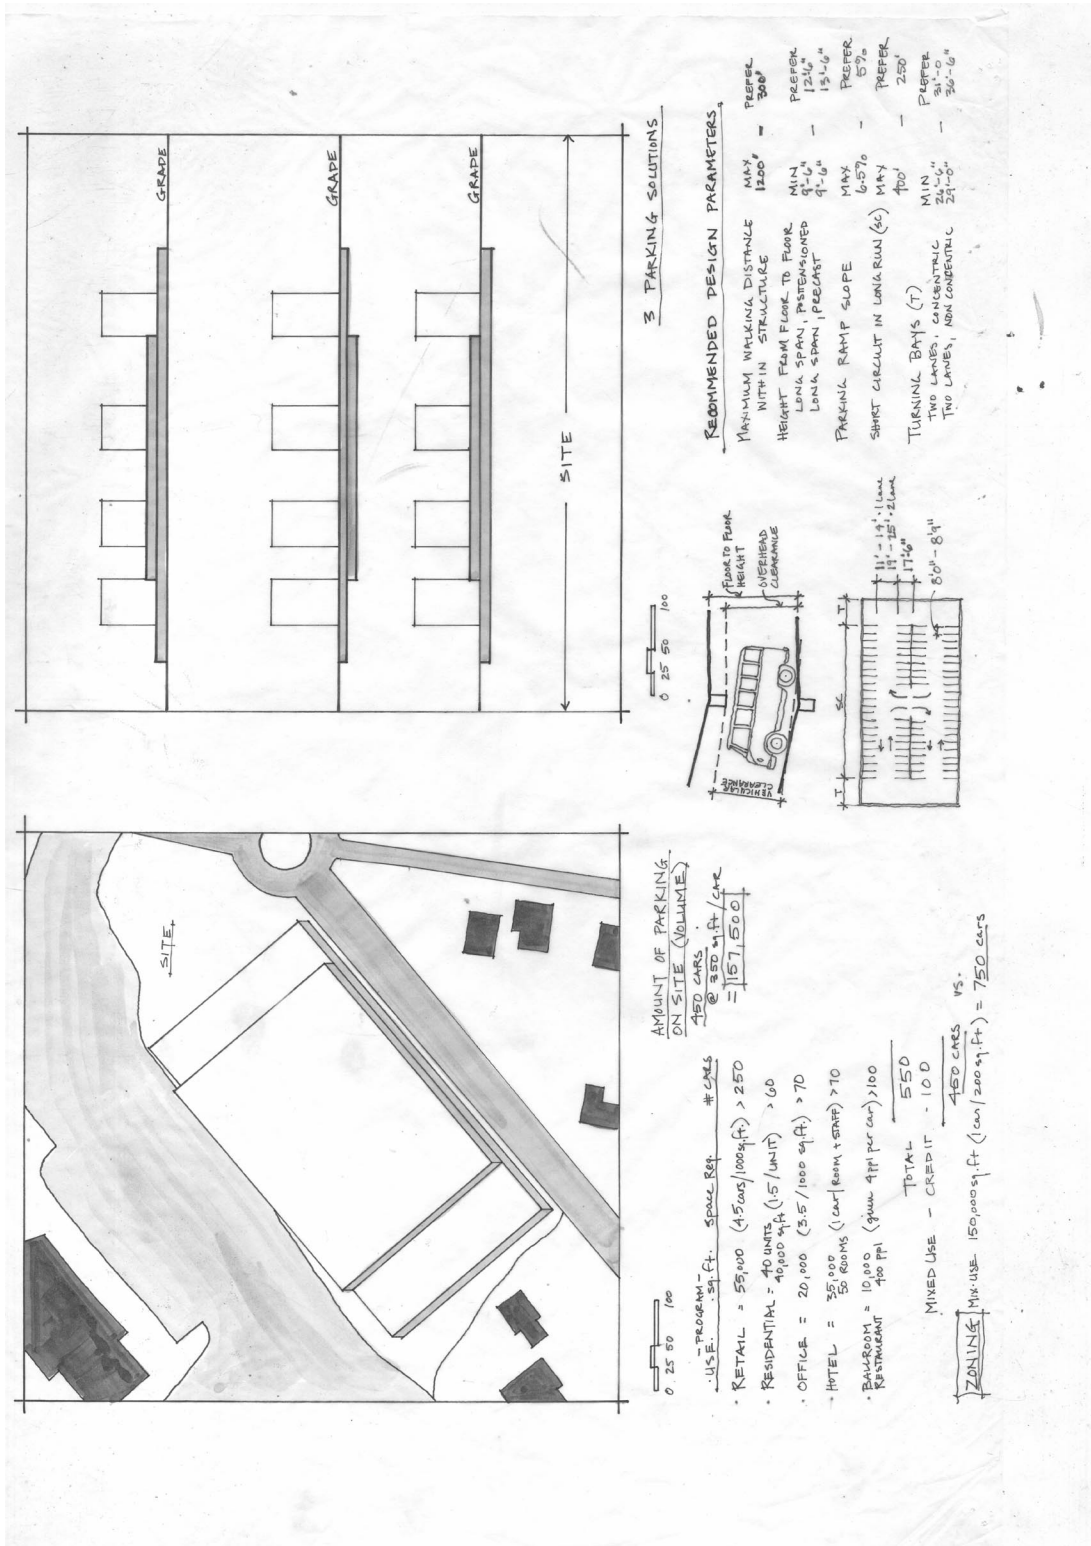 SITE
0 25 50 100
- PROGRAM -
· USE · sq.ft. space Req. # CARS
· RETAIL = 55,000 (4.5 cars/1000 sq.ft.) > 250
· RESIDENTIAL = 40 UNITS (1.5/UNIT) > 60
40,000 sq.ft
· OFFICE = 20,000 (3.5/1000 sq.ft.) > 70
· HOTEL = 35,000 (1 car/ROOM + STAFF) > 70
50 ROOMS
· BALLROOM = 10,000 (given 4ppl per car) > 100
RESTAURANT 400 PPl
TOTAL 550
MIXED USE - CREDIT - 100
450 CARS
vs.
ZONING MIX-USE 150,000 sq.ft (1 car/200 sq.ft) = 750 cars
AMOUNT OF PARKING
ON SITE (VOLUME)
450 CARS
@ 350 sq.ft/CAR
= 157,500
GRADE
GRADE
GRADE
SITE
0 25 50 100
3 PARKING SOLUTIONS
VEHICULAR
CLEARANCE
FLOOR TO FLOOR
HEIGHT
OVERHEAD
CLEARANCE
T SC T
11' - 14' · 1 Lane
19' - 25' · 2 Lane
17'6"
8'0" - 8'9"
RECOMMENDED DESIGN PARAMETERS
MAXIMUM WALKING DISTANCE MAX PREFER
WITHIN STRUCTURE 1200' - 300'
HEIGHT FROM FLOOR TO FLOOR MIN PREFER
LONG SPAN, POSTTENSIONED 9'-6" 12'6"
LONG SPAN, PRECAST 9'-6" - 13'-6"
PARKING RAMP SLOPE MAX PREFER
6.5% - 5%
SHORT CIRCUIT IN LONG RUN (SC) MAX PREFER
400' - 250'
TURNING BAYS (T) MIN - PREFER
TWO LANES, CONCENTRIC 26'-6" 31'-0
TWO LANES, NON CONCENTRIC 29'-0" 36'-6"